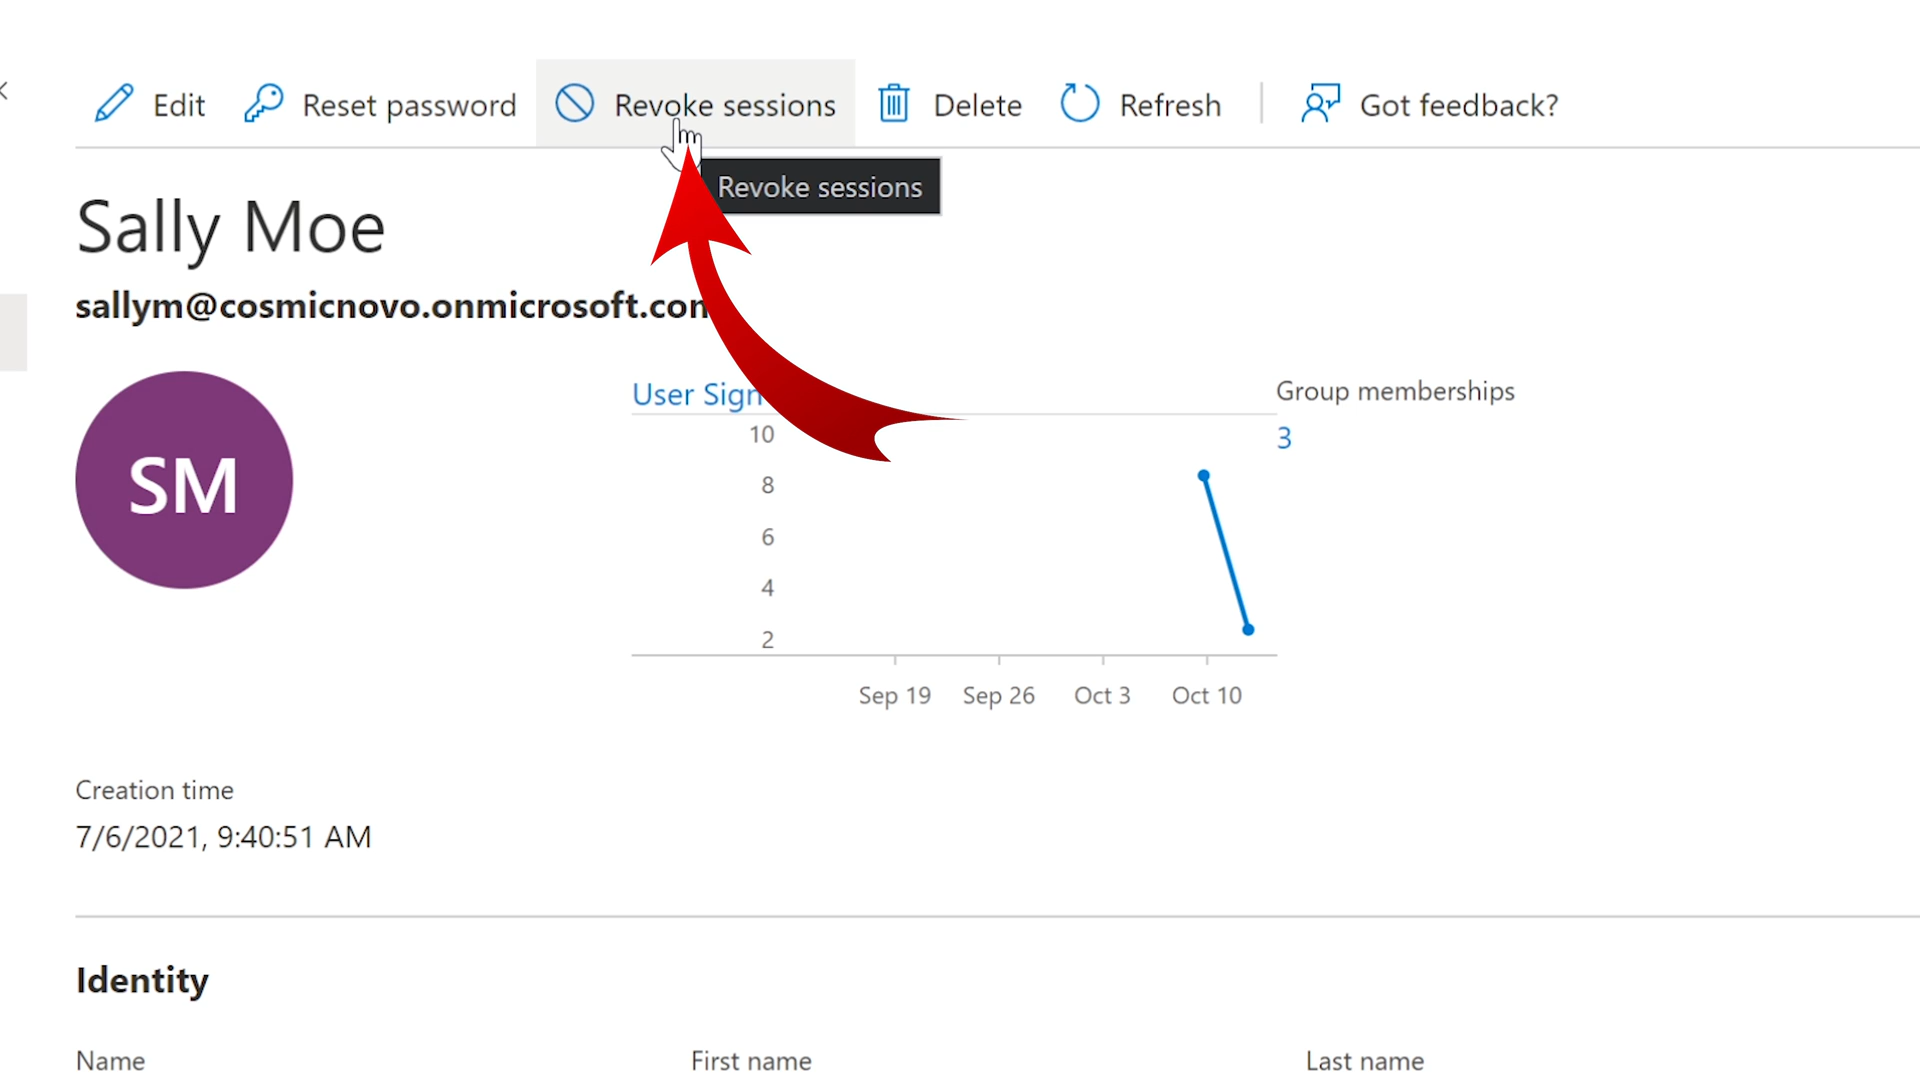 Edit Reset password Revoke sessions Delete Refresh Got feedback?
Revoke sessions
Sally Moe
sallym@cosmicnovo.onmicrosoft.com
SM
User Sign
Group memberships
3
10
8
6
4
2
Sep 19 Sep 26 Oct 3 Oct 10
Creation time
7/6/2021, 9:40:51 AM
Identity
Name First name Last name